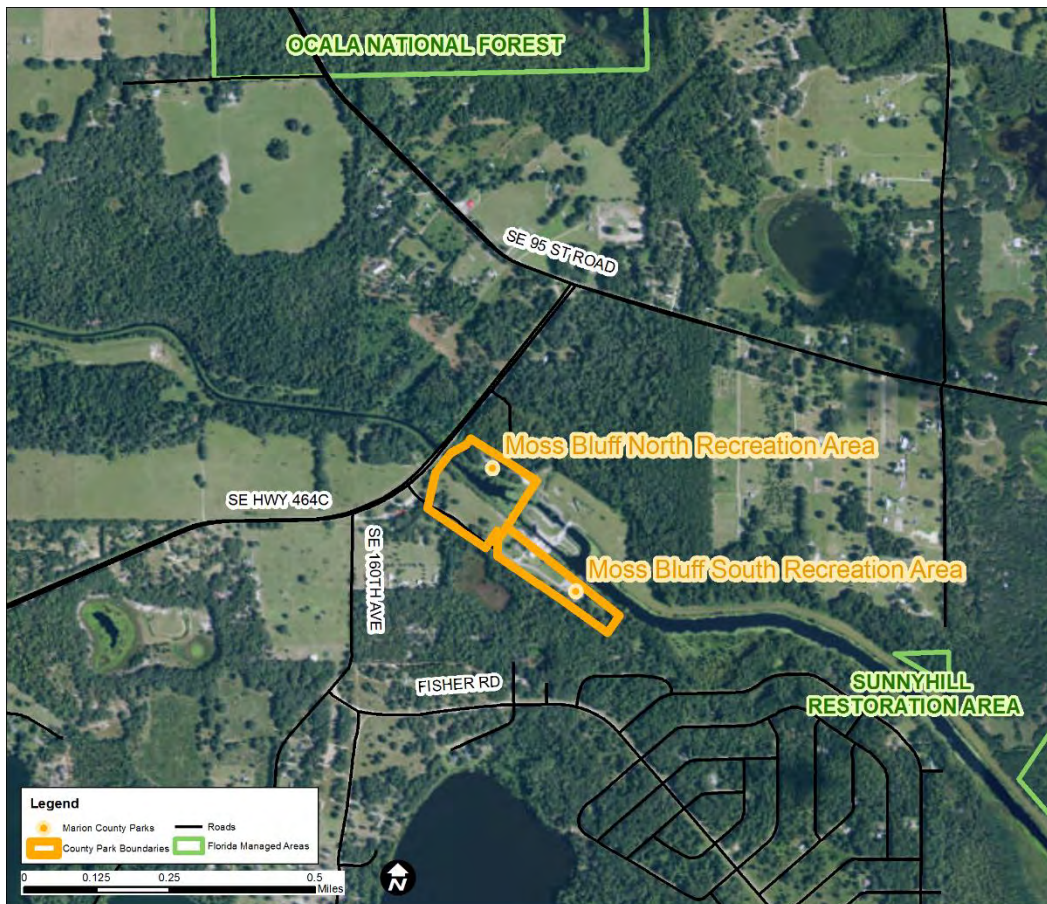 OCALA NATIONAL FOREST
SE 95 ST ROAD
Moss Bluff North Recreation Area
SE HWY 464C
SE 160TH AVE
Moss Bluff South Recreation Area
FISHER RD
SUNNYHILL
RESTORATION AREA
Legend
Marion County Parks
Roads
County Park Boundaries
Florida Managed Areas
0 0.125 0.25 0.5
Miles
N